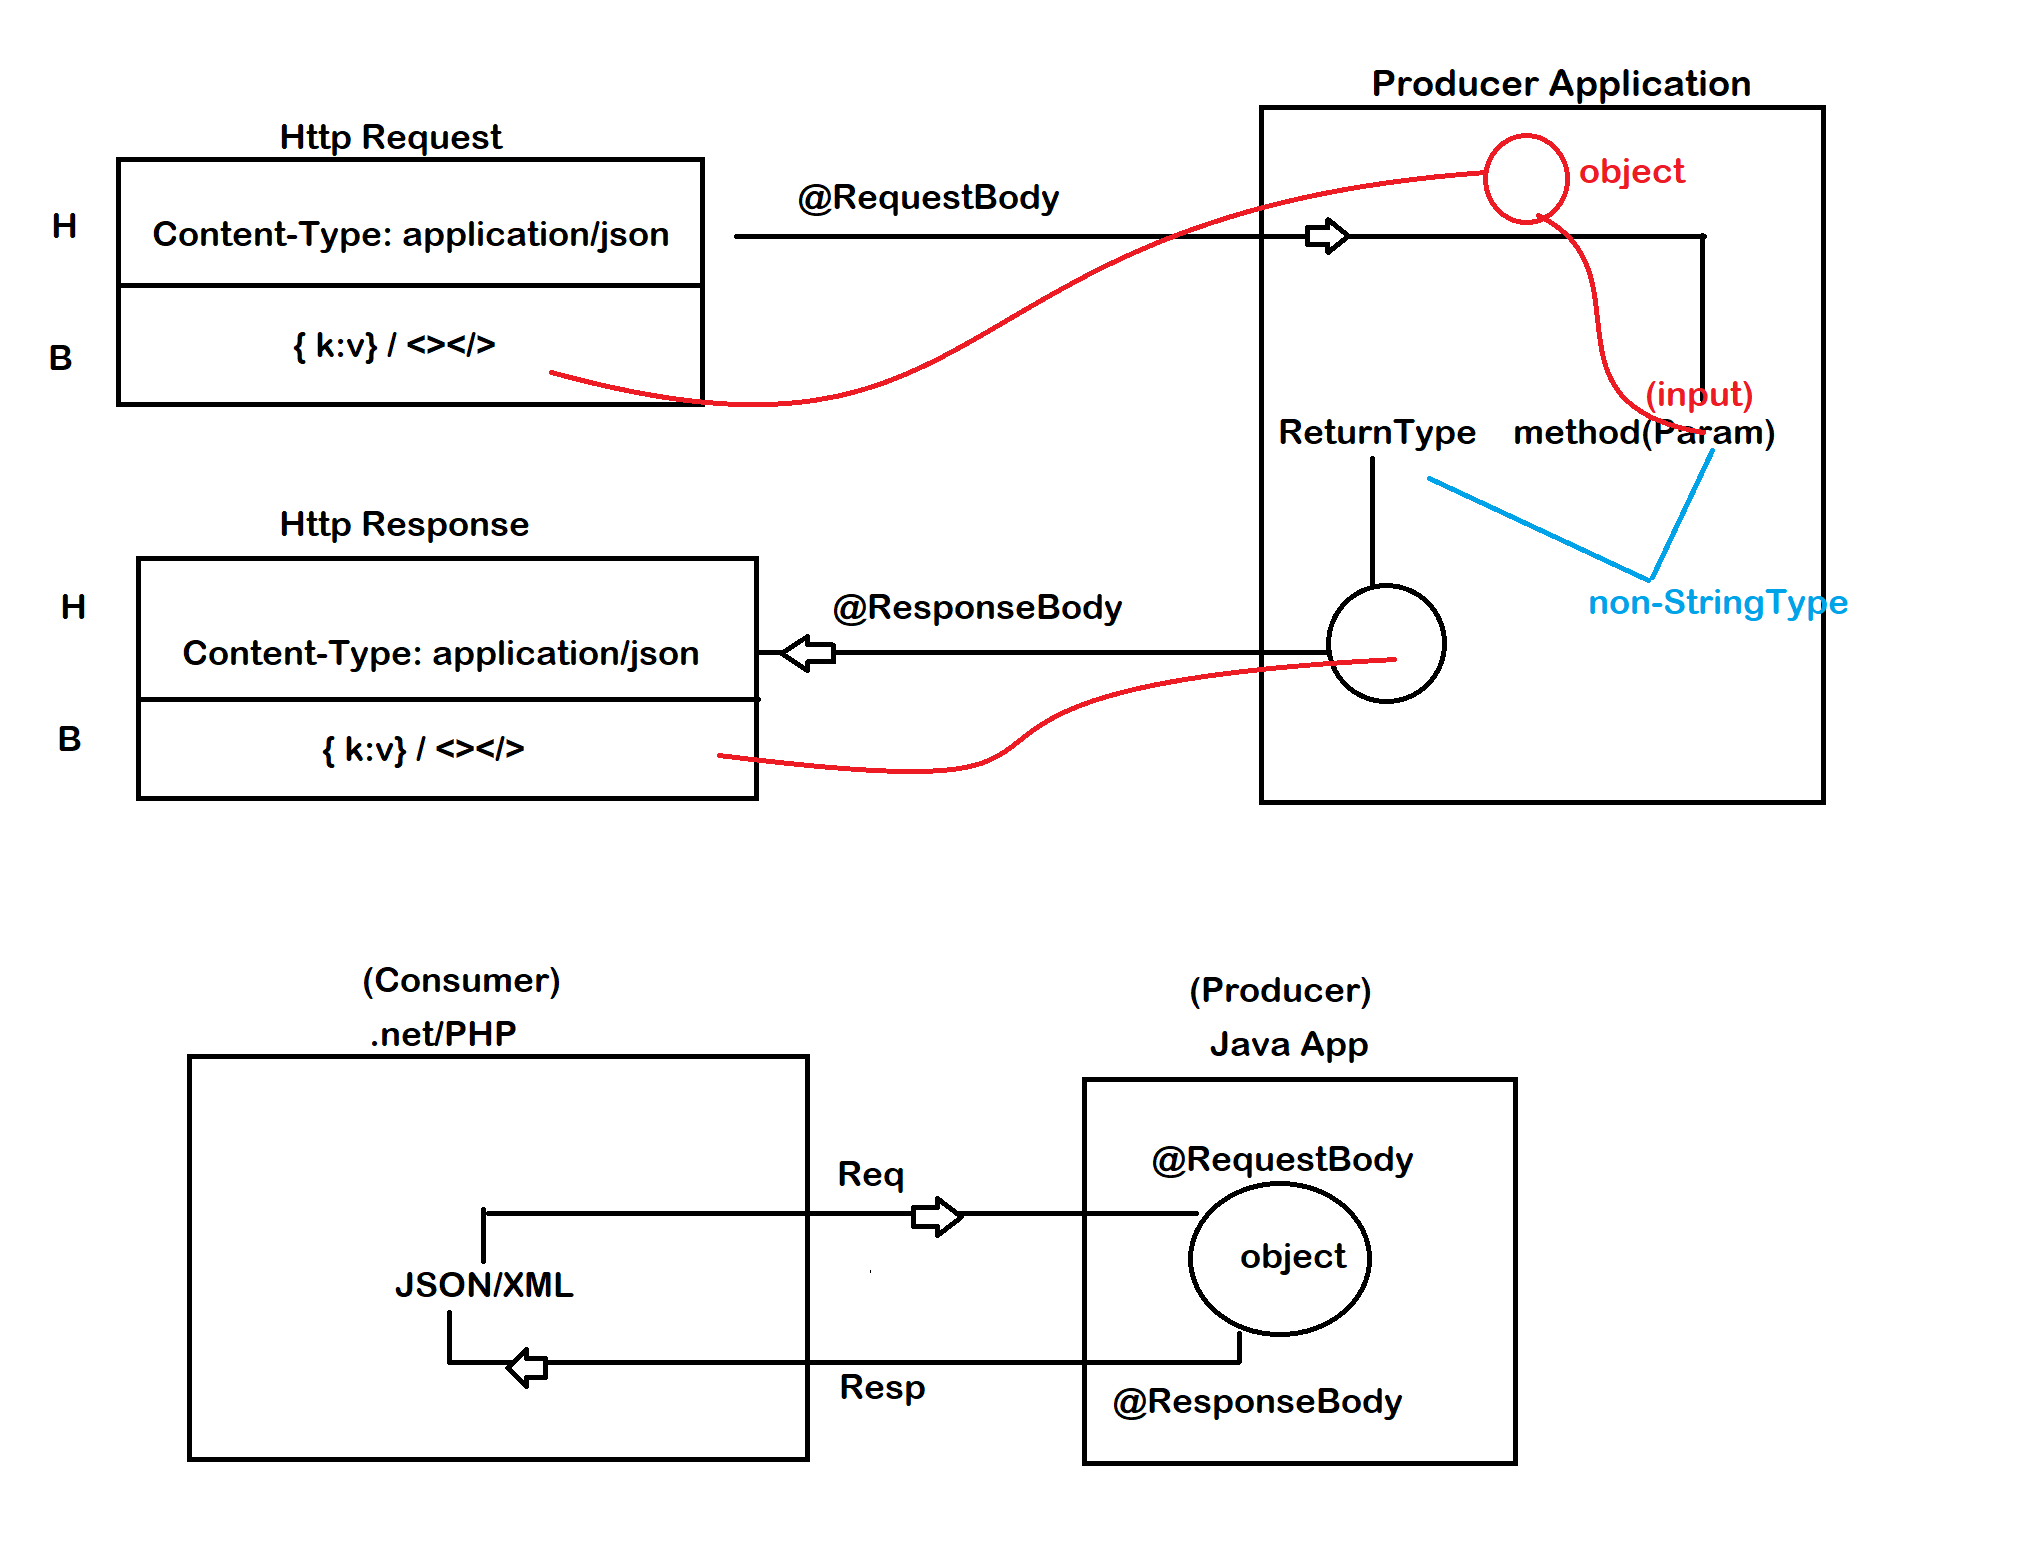 Producer Application
Http Request
object
@RequestBody
H
Content-Type: application/json
B
{ k:v} / <></>
(input)
ReturnType method(Param)
Http Response
non-StringType
H
@ResponseBody
Content-Type: application/json
B
{ k:v} / <></>
(Consumer)
(Producer)
.net/PHP
Java App
@RequestBody
Req
object
JSON/XML
Resp
@ResponseBody